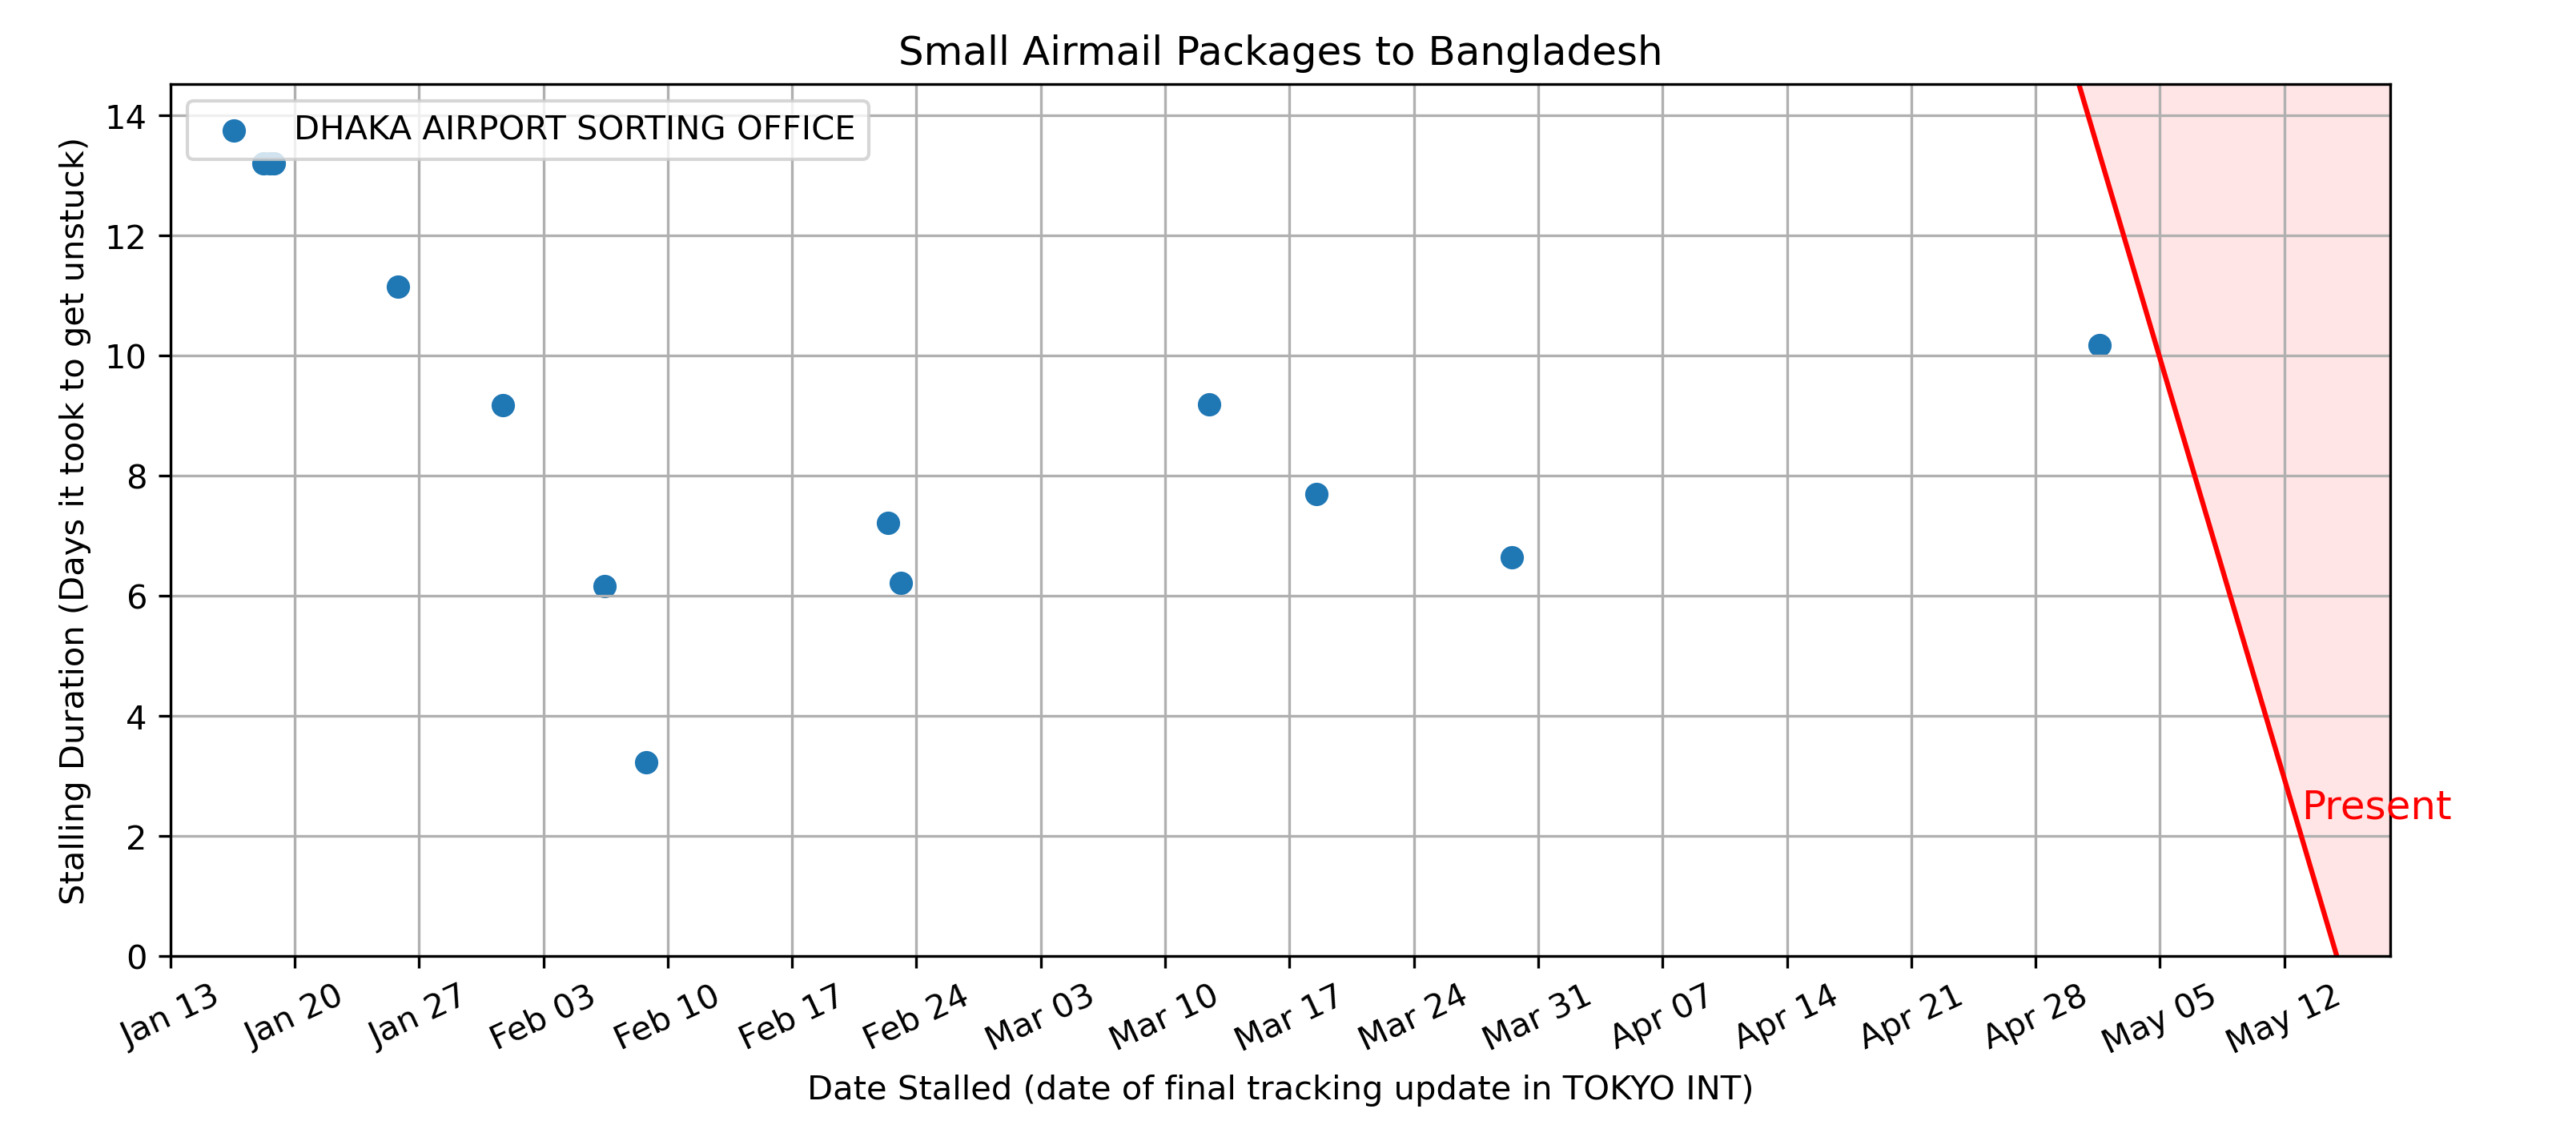 Small Airmail Packages to Bangladesh
DHAKA AIRPORT SORTING OFFICE
Stalling Duration (Days it took to get unstuck)
14
12
10
8
6
4
2
0
Present
Jan 13
Jan 20
Jan 27
Feb 03
Feb 10
Feb 17
Feb 24
Mar 03
Mar 10
Mar 17
Mar 24
Mar 31
Apr 07
Apr 14
Apr 21
Apr 28
May 05
May 12
Date Stalled (date of final tracking update in TOKYO INT)